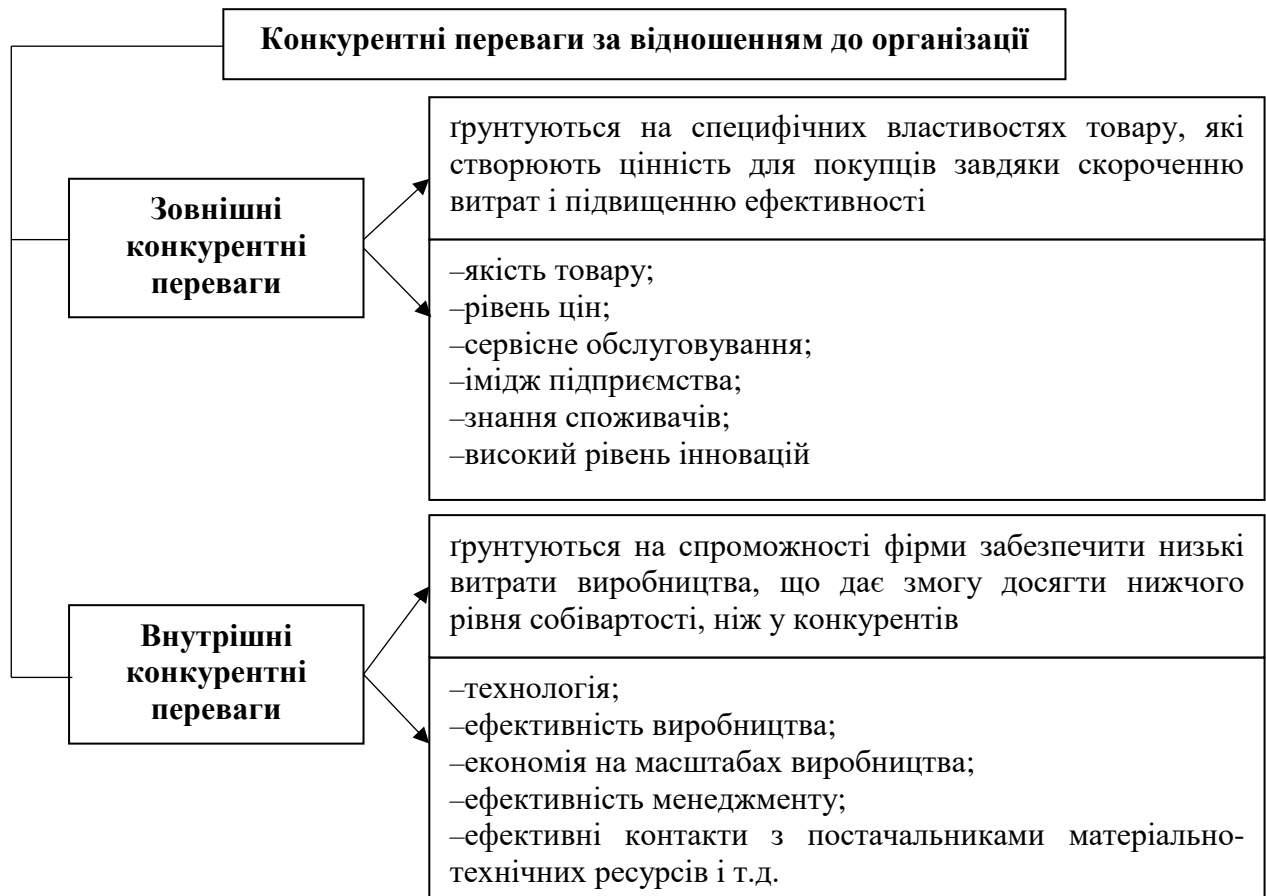 Конкурентні переваги за відношенням до організації
ґрунтуються на специфічних властивостях товару, які
створюють цінність для покупців завдяки скороченню
витрат і підвищенню ефективності
Зовнішні
конкурентні
переваги
–якість товару;
–рівень цін;
–сервісне обслуговування;
–імідж підприємства;
–знання споживачів;
–високий рівень інновацій
ґрунтуються на спроможності фірми забезпечити низькі
витрати виробництва, що дає змогу досягти нижчого
рівня собівартості, ніж у конкурентів
Внутрішні
конкурентні
переваги
–технологія;
–ефективність виробництва;
–економія на масштабах виробництва;
–ефективність менеджменту;
–ефективні контакти з постачальниками матеріально-
технічних ресурсів і т.д.